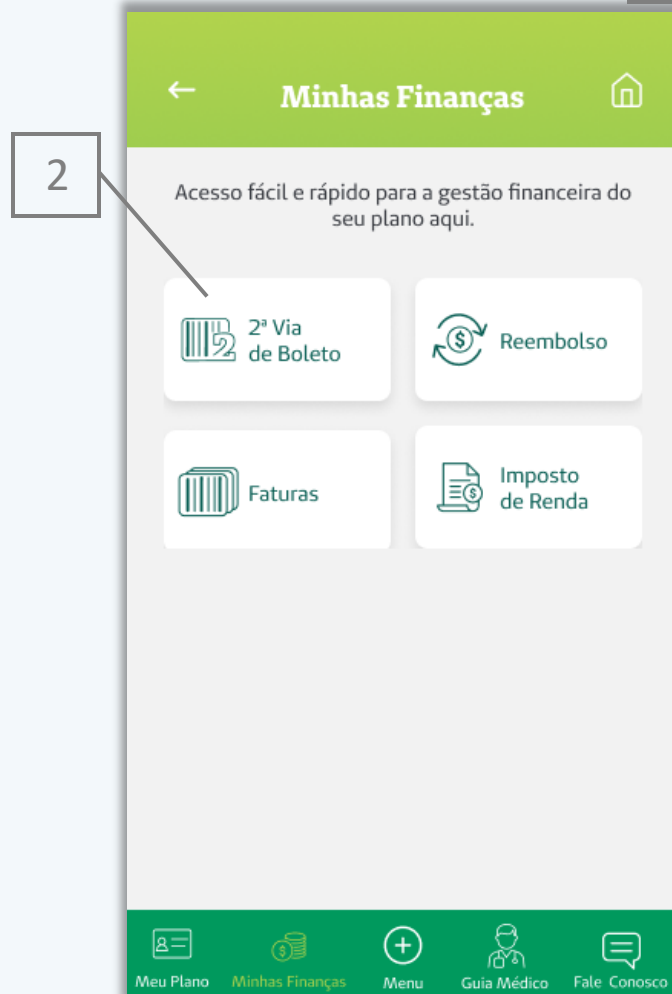 Minhas Finanças
2
Acesso fácil e rápido para a gestão financeira do
seu plano aqui.
2ª Via
de Boleto
Reembolso
Faturas
Imposto
de Renda
Meu Plano
Minhas Finanças
Menu
Guia Médico
Fale Conosco